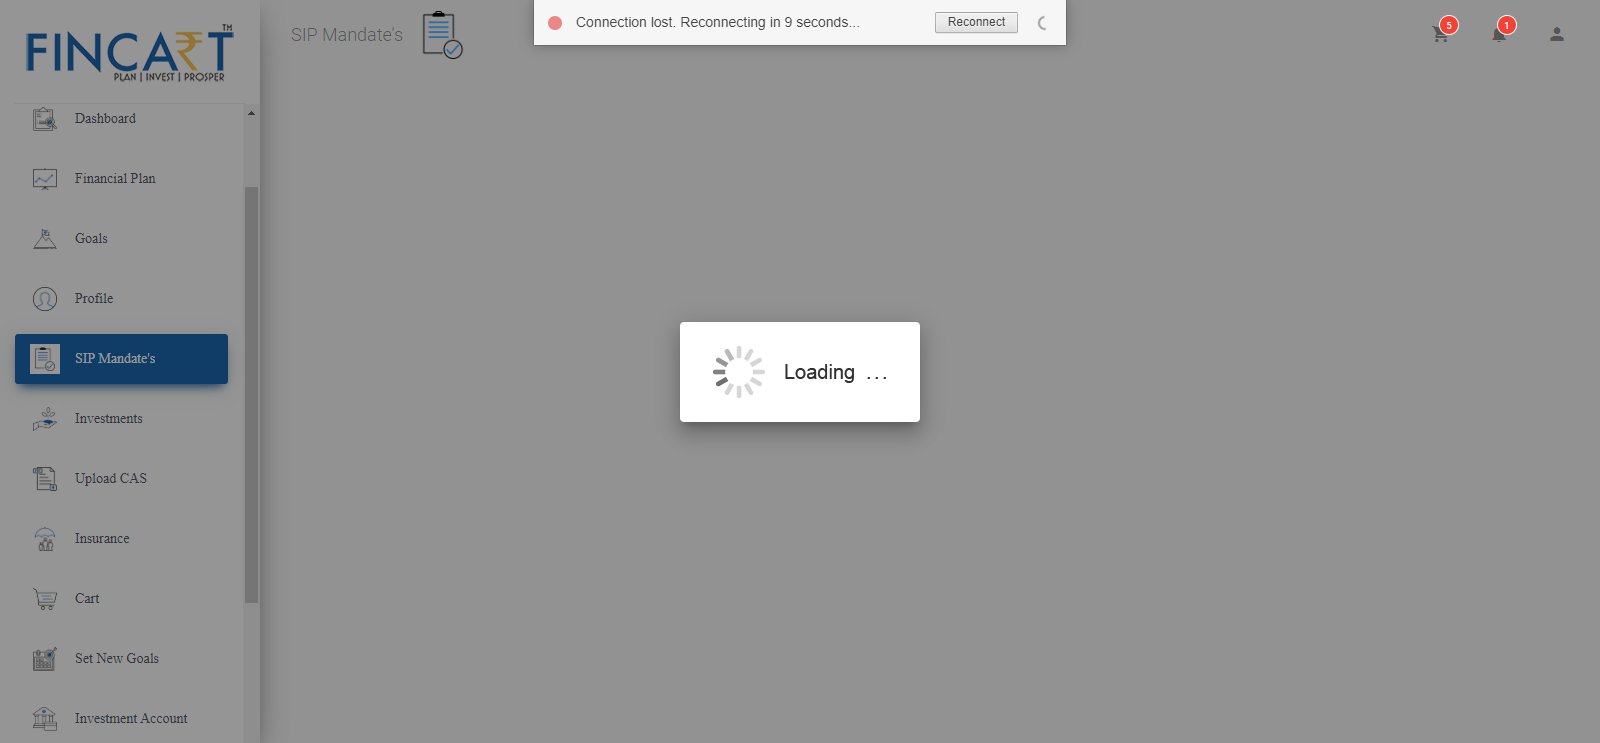 FINCART™
PLAN | INVEST | PROSPER
SIP Mandate's
Connection lost. Reconnecting in 9 seconds...
Reconnect
5
1
Dashboard
Financial Plan
Goals
Profile
SIP Mandate's
Investments
Upload CAS
Insurance
Cart
Set New Goals
Investment Account
Loading ...